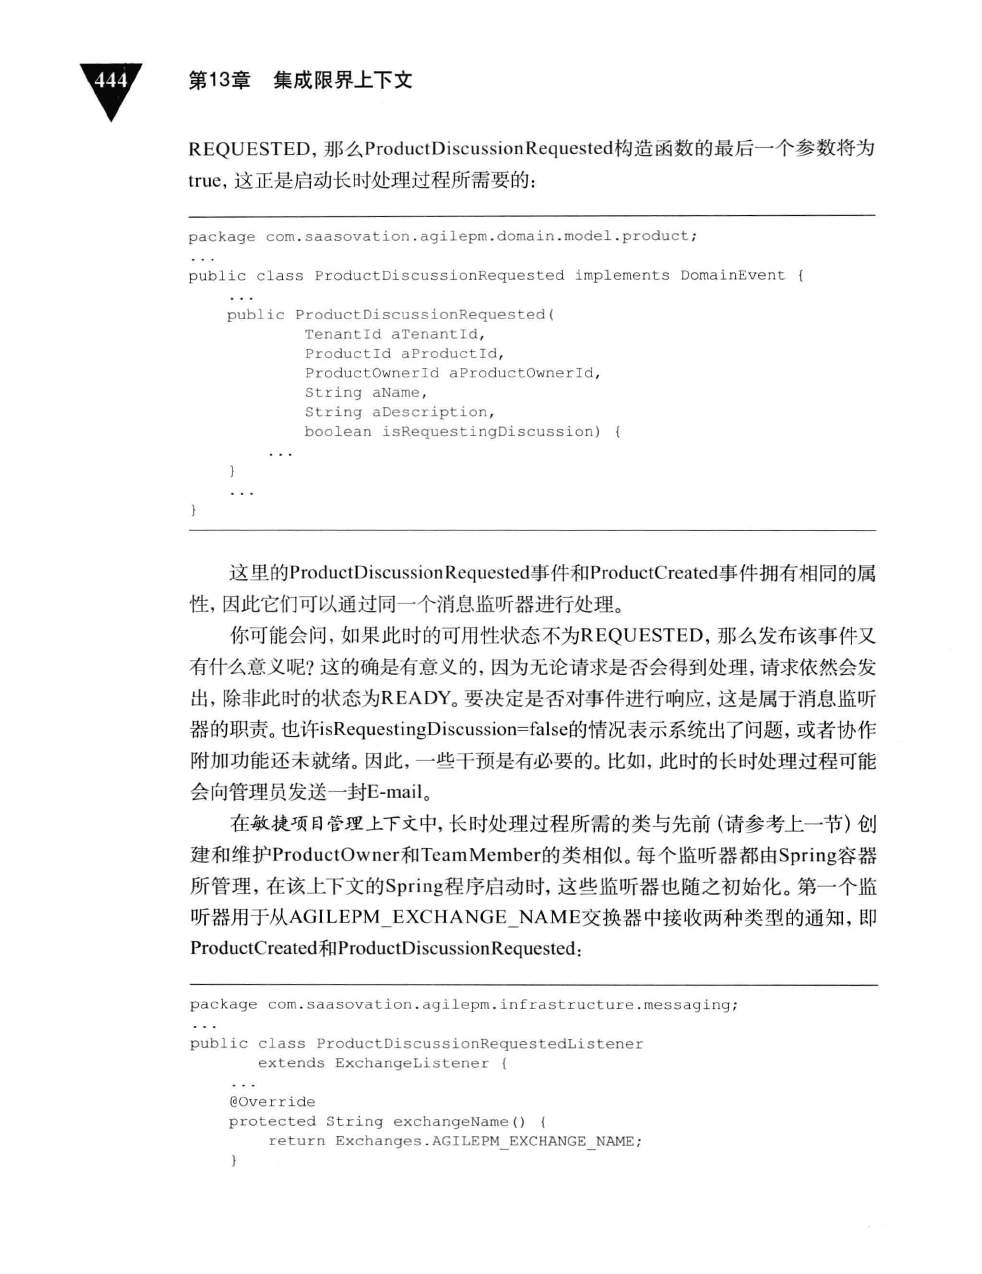 444
第13章 集成限界上下文
REQUESTED, 那么ProductDiscussionRequested构造函数的最后一个参数将为
true, 这正是启动长时处理过程所需要的:
package com.saasovation.agilepm.domain.model.product;
...
public class ProductDiscussionRequested implements DomainEvent {
    ...
    public ProductDiscussionRequested(
            TenantId aTenantId,
            ProductId aProductId,
            ProductOwnerId aProductOwnerId,
            String aName,
            String aDescription,
            boolean isRequestingDiscussion) {
        ...
    }
    ...
}
这里的ProductDiscussionRequested事件和ProductCreated事件拥有相同的属
性, 因此它们可以通过同一个消息监听器进行处理。
你可能会问, 如果此时的可用性状态不为REQUESTED, 那么发布该事件又
有什么意义呢? 这的确是有意义的, 因为无论请求是否会得到处理, 请求依然会发
出, 除非此时的状态为READY。要决定是否对事件进行响应, 这是属于消息监听
器的职责。也许isRequestingDiscussion=false的情况表示系统出了问题, 或者协作
附加功能还未就绪。因此, 一些干预是有必要的。比如, 此时的长时处理过程可能
会向管理员发送一封E-mail。
在敏捷项目管理上下文中, 长时处理过程所需的类与先前 (请参考上一节) 创
建和维护ProductOwner和TeamMember的类相似。每个监听器都由Spring容器
所管理, 在该上下文的Spring程序启动时, 这些监听器也随之初始化。第一个监
听器用于从AGILEPM_EXCHANGE_NAME交换器中接收两种类型的通知, 即
ProductCreated和ProductDiscussionRequested:
package com.saasovation.agilepm.infrastructure.messaging;
...
public class ProductDiscussionRequestedListener
       extends ExchangeListener {
    ...
    @Override
    protected String exchangeName() {
        return Exchanges.AGILEPM_EXCHANGE_NAME;
    }